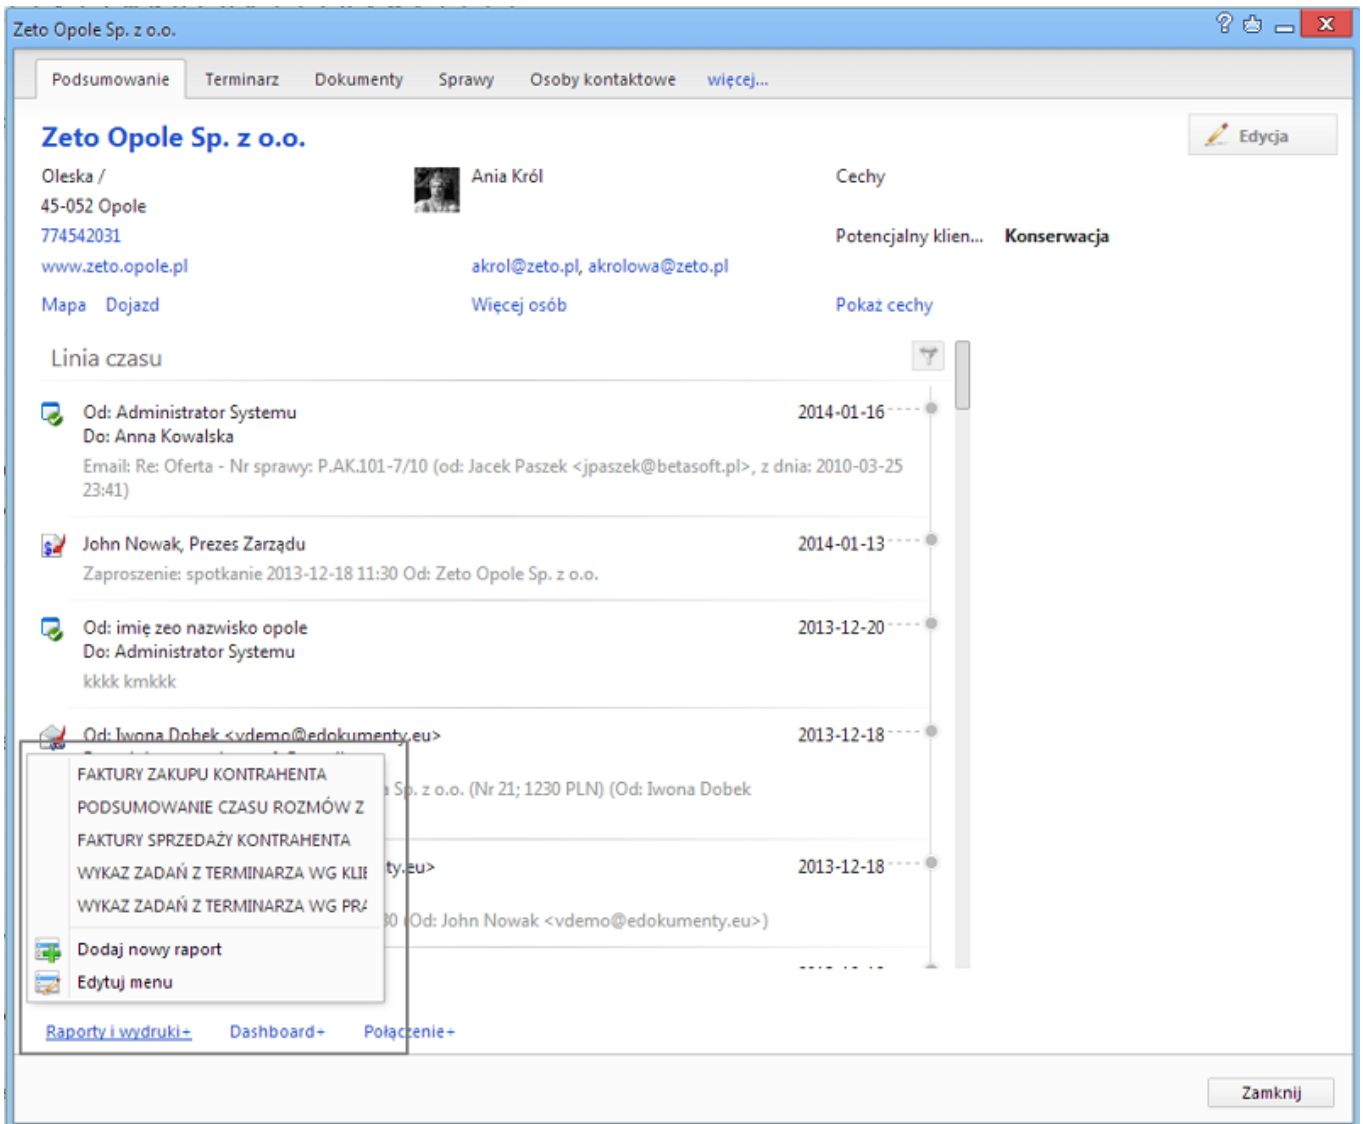 Zeto Opole Sp. z o.o.
Podsumowanie Terminarz Dokumenty Sprawy Osoby kontaktowe więcej...
Zeto Opole Sp. z o.o.
Edycja
Oleska /
45-052 Opole
774542031
www.zeto.opole.pl
Mapa Dojazd
Ania Król
akrol@zeto.pl, akrolowa@zeto.pl
Więcej osób
Cechy
Potencjalny klien... Konserwacja
Pokaż cechy
Linia czasu
Od: Administrator Systemu 2014-01-16
Do: Anna Kowalska
Email: Re: Oferta - Nr sprawy: P.AK.101-7/10 (od: Jacek Paszek <jpaszek@betasoft.pl>, z dnia: 2010-03-25
23:41)
John Nowak, Prezes Zarządu 2014-01-13
Zaproszenie: spotkanie 2013-12-18 11:30 Od: Zeto Opole Sp. z o.o.
Od: imię zeo nazwisko opole 2013-12-20
Do: Administrator Systemu
kkkk kmkkk
Od: Iwona Dobek <vdemo@edokumenty.eu> 2013-12-18
Sp. z o.o. (Nr 21; 1230 PLN) (Od: Iwona Dobek
ty.eu> 2013-12-18
30 (Od: John Nowak <vdemo@edokumenty.eu>)
FAKTURY ZAKUPU KONTRAHENTA
PODSUMOWANIE CZASU ROZMÓW Z
FAKTURY SPRZEDAŻY KONTRAHENTA
WYKAZ ZADAŃ Z TERMINARZA WG KLIE
WYKAZ ZADAŃ Z TERMINARZA WG PRA
Dodaj nowy raport
Edytuj menu
Raporty i wydruki+ Dashboard+ Połączenie+
Zamknij